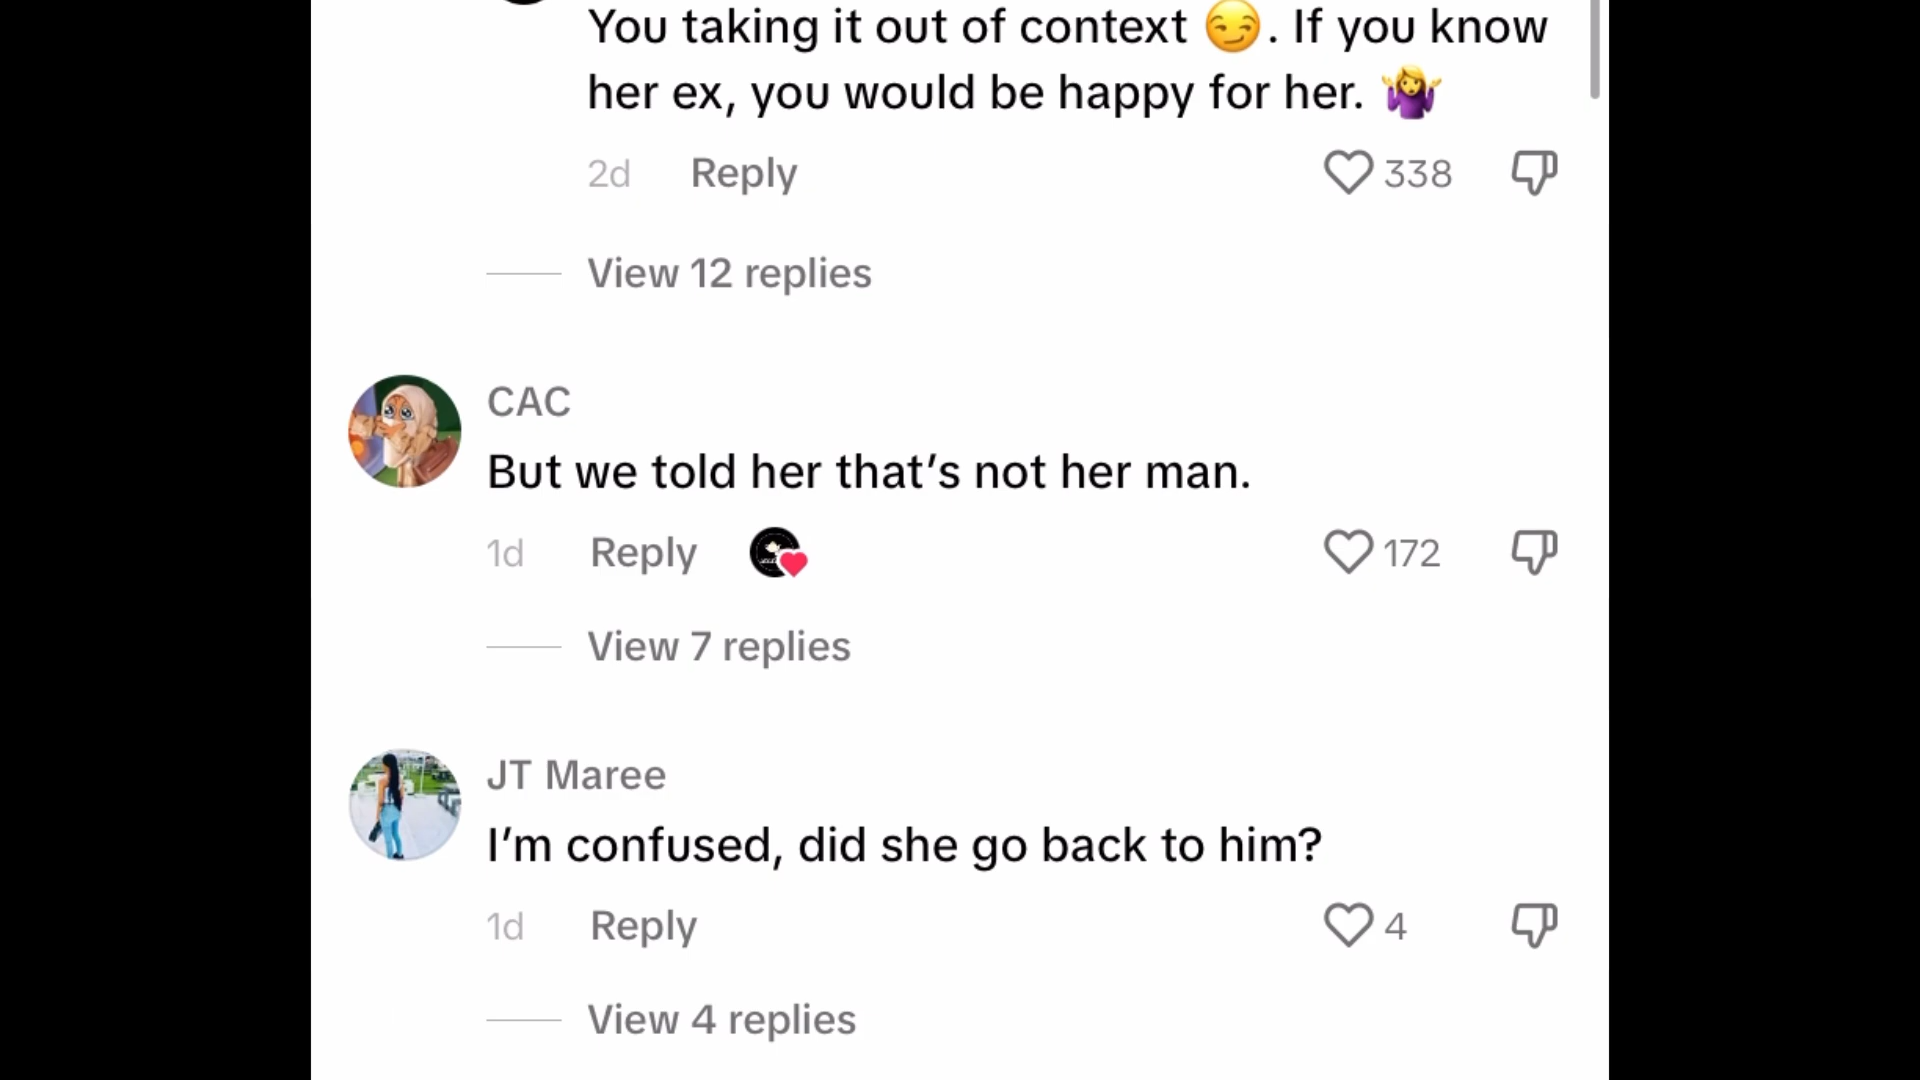 You taking it out of context 😏. If you know
her ex, you would be happy for her. 🤷‍♀️
2d Reply 338
View 12 replies
CAC
But we told her that’s not her man.
1d Reply 172
View 7 replies
JT Maree
I’m confused, did she go back to him?
1d Reply 4
View 4 replies